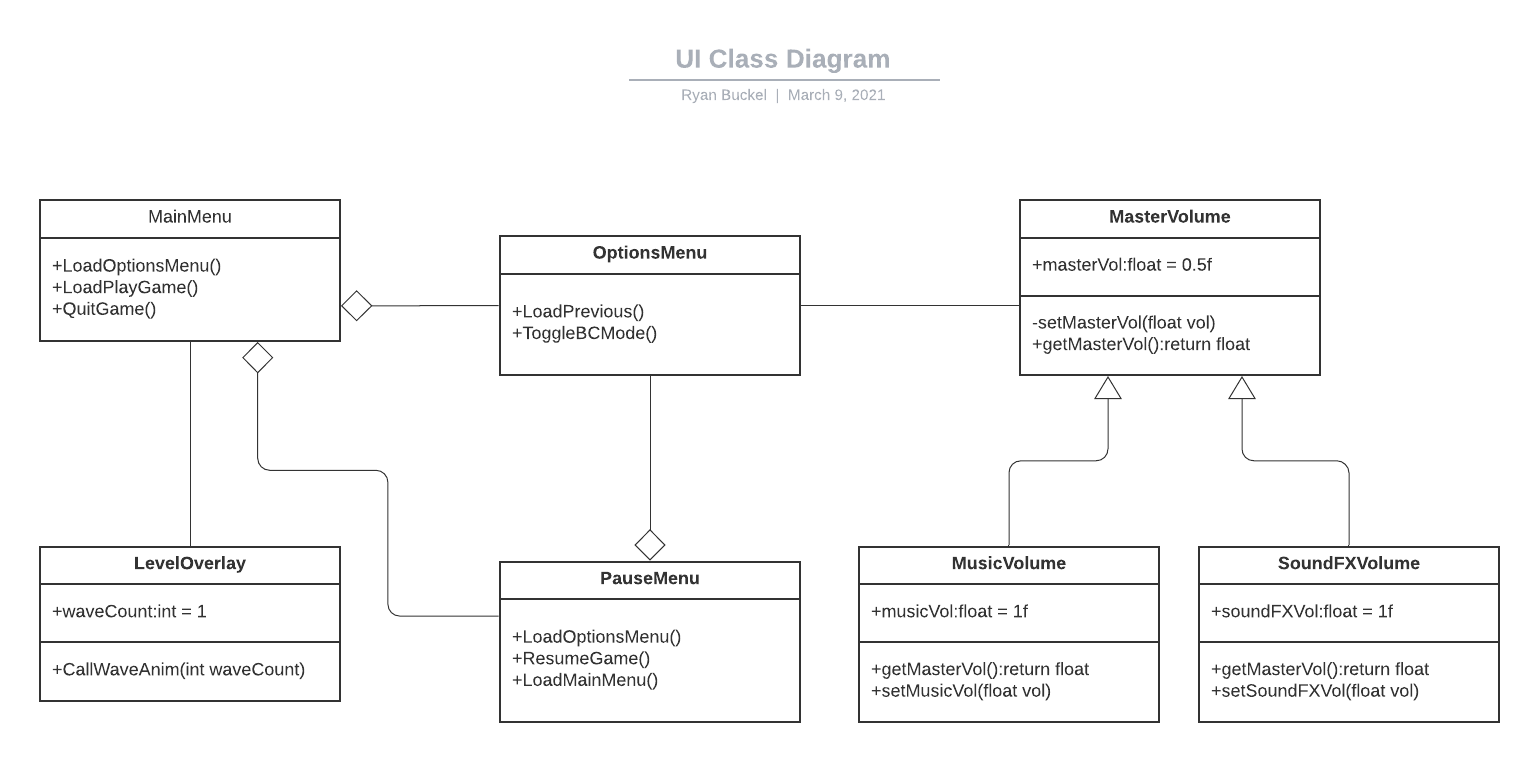 UI Class Diagram
Ryan Buckel | March 9, 2021
MainMenu
+LoadOptionsMenu()
+LoadPlayGame()
+QuitGame()
OptionsMenu
+LoadPrevious()
+ToggleBCMode()
MasterVolume
+masterVol:float = 0.5f
-setMasterVol(float vol)
+getMasterVol():return float
LevelOverlay
+waveCount:int = 1
+CallWaveAnim(int waveCount)
PauseMenu
+LoadOptionsMenu()
+ResumeGame()
+LoadMainMenu()
MusicVolume
+musicVol:float = 1f
+getMasterVol():return float
+setMusicVol(float vol)
SoundFXVolume
+soundFXVol:float = 1f
+getMasterVol():return float
+setSoundFXVol(float vol)